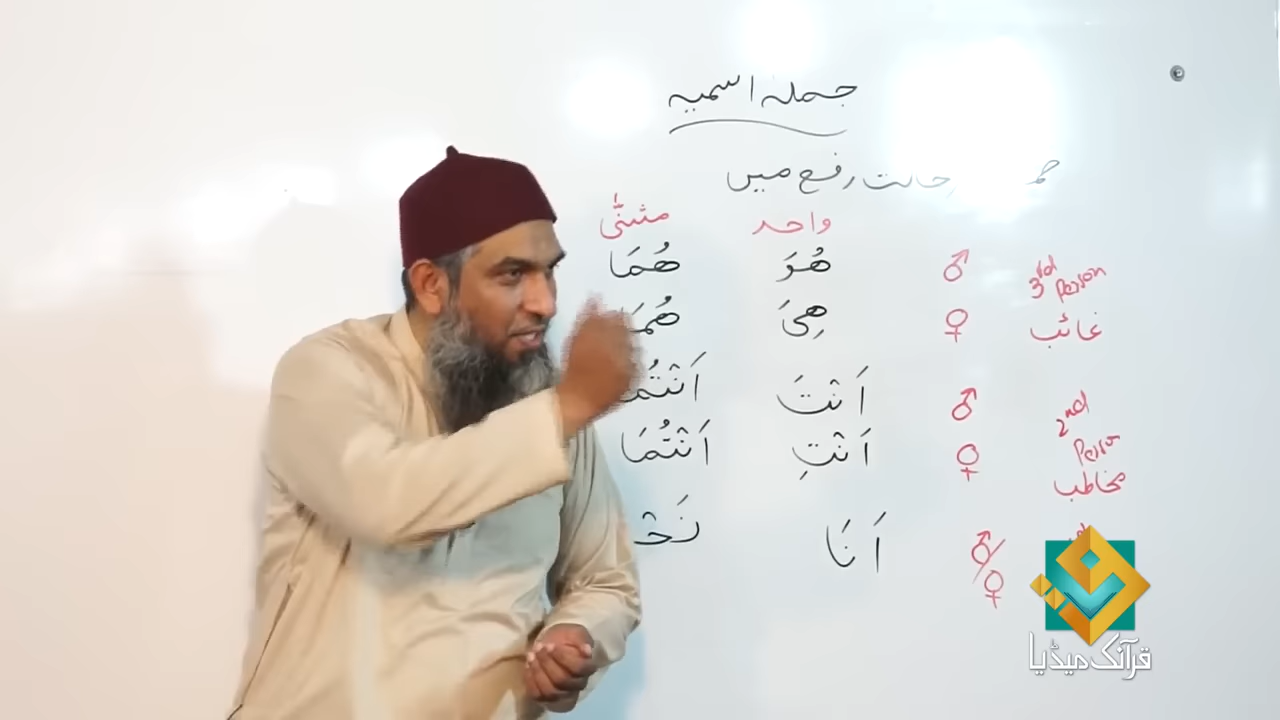 جملہ اسمیہ
حالت رفع میں
واحد مثنّٰی
3rd Person ♂ هُوَ هُمَا
غائب ♀ هِىَ هُمَا
2nd ♂ اَنْتَ اَنْتُمَا
Person ♀ اَنْتِ اَنْتُمَا
مخاطب
♂/♀ اَنَا
قرآنک میڈیا